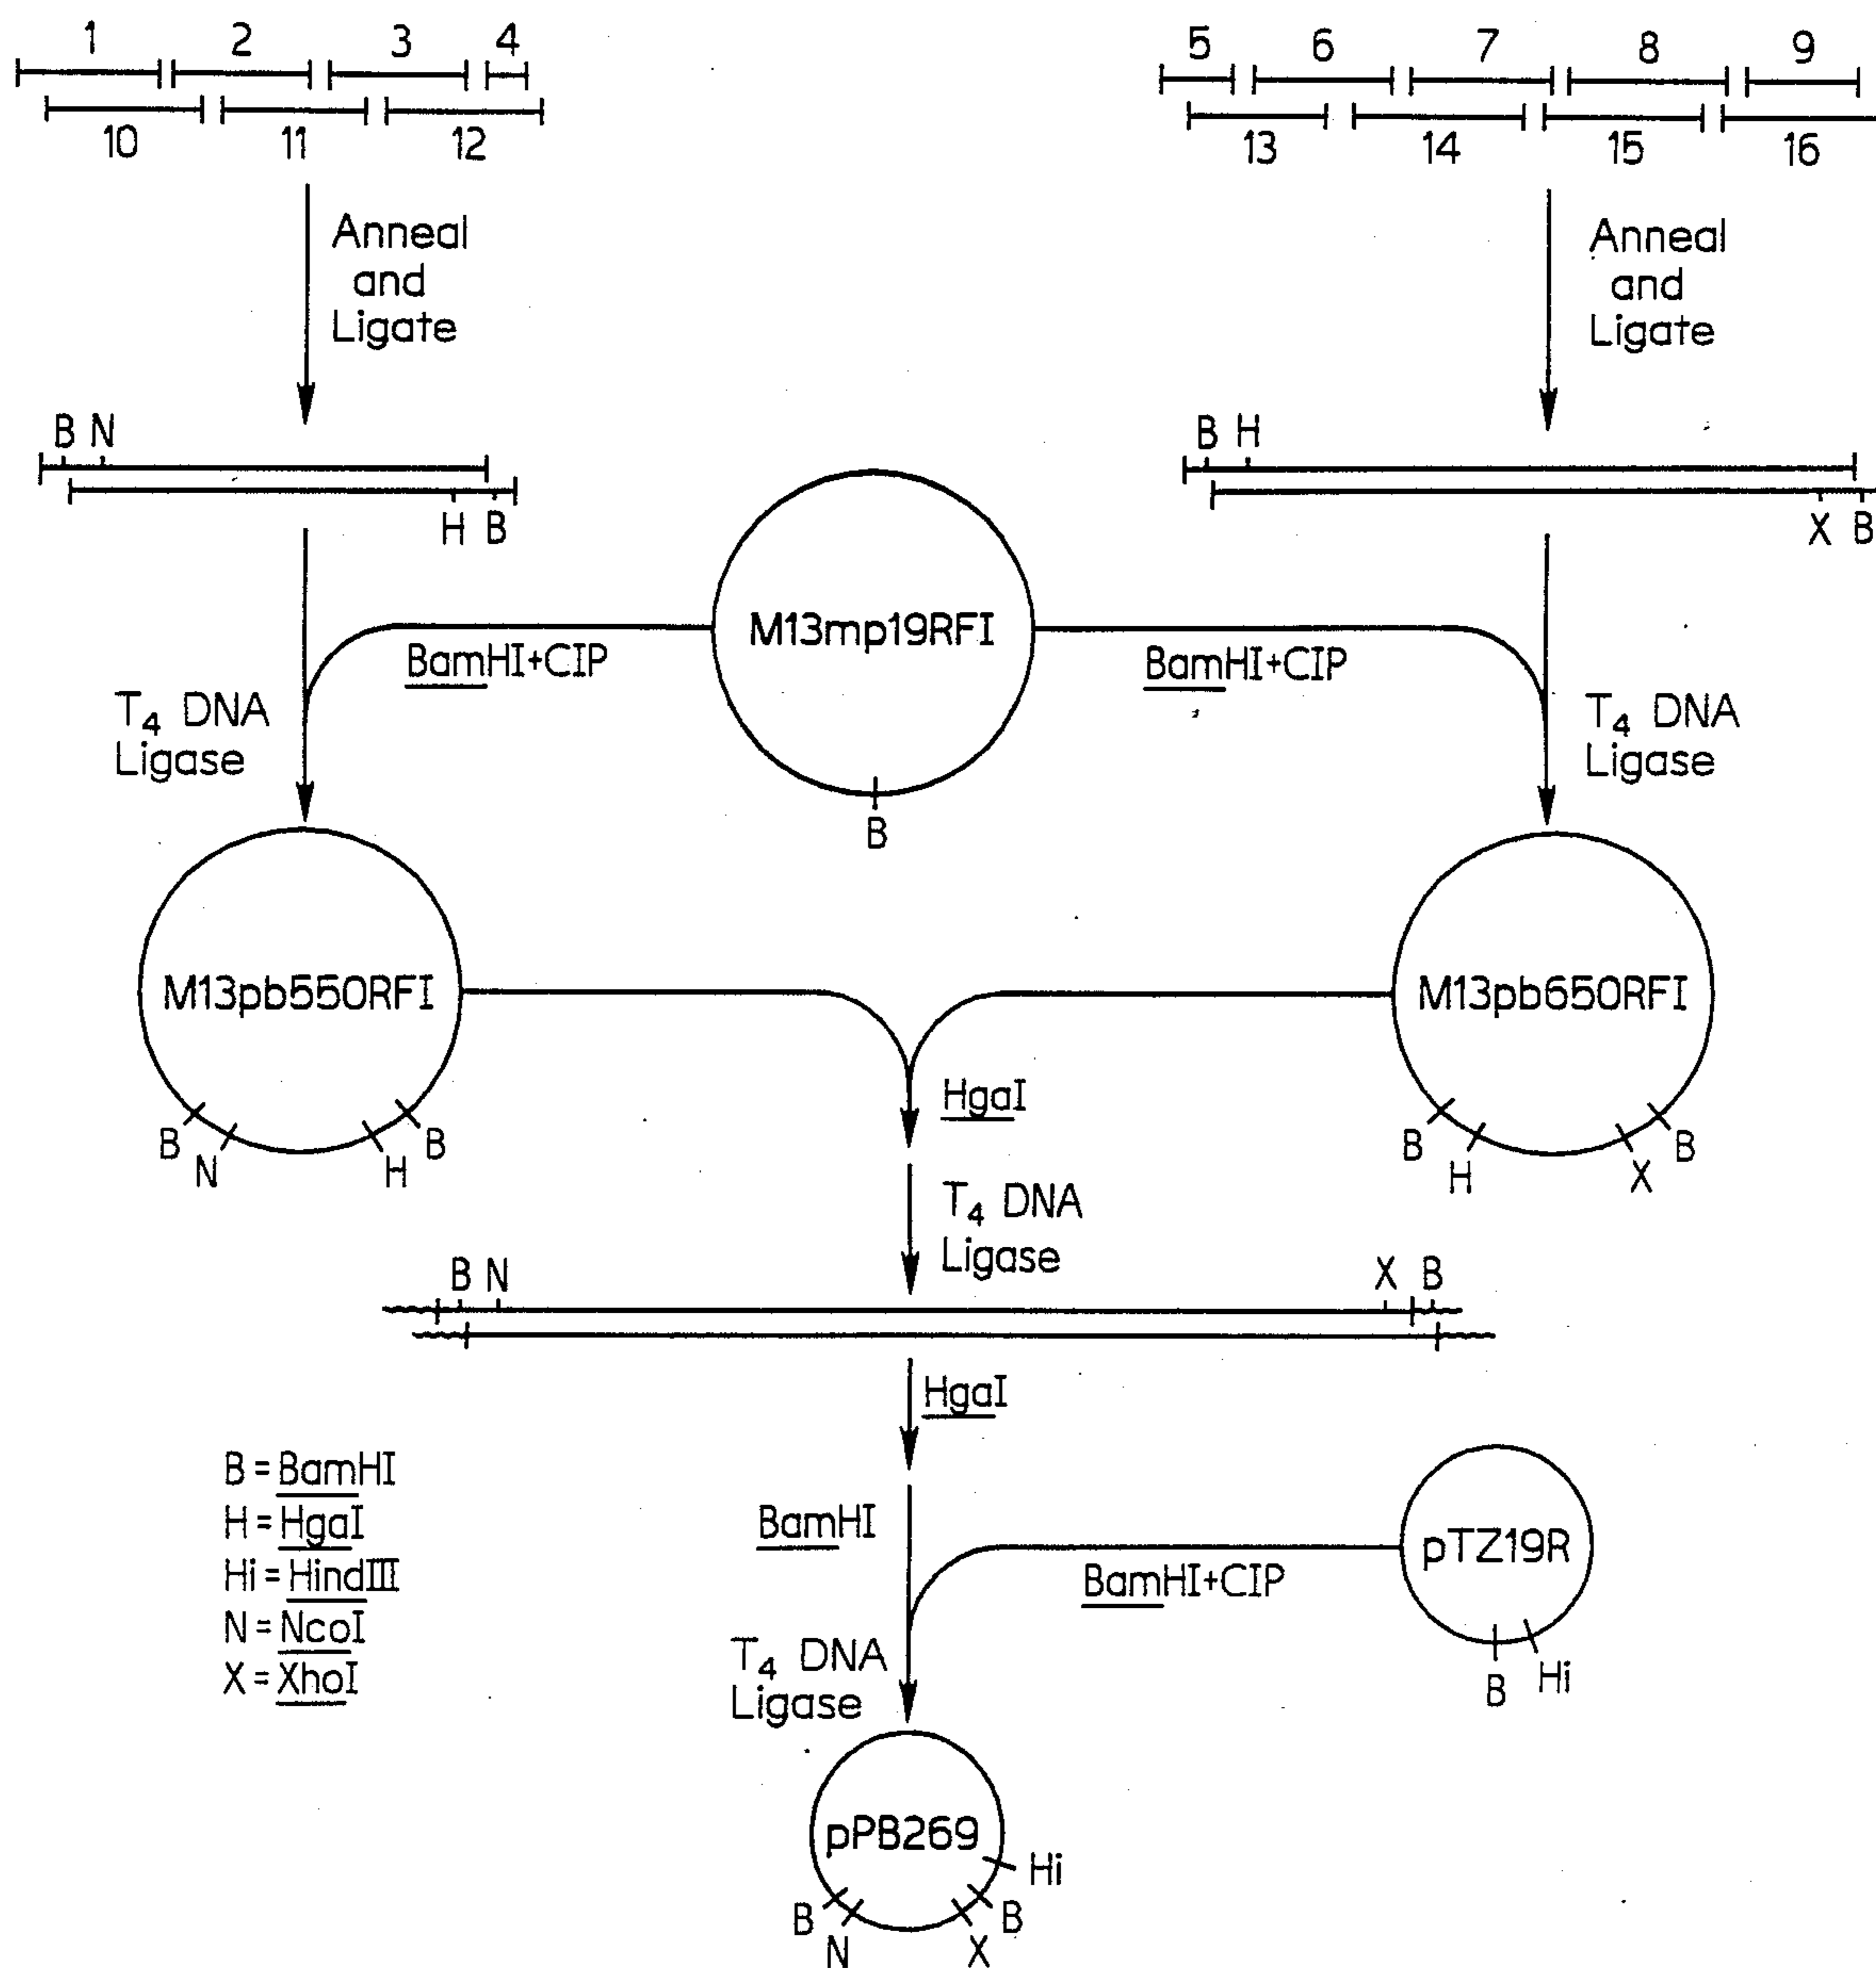 1 2 3 4
10 11 12
5 6 7 8 9
13 14 15 16
Anneal
and
Ligate
Anneal
and
Ligate
B N
H B
B H
X B
M13mp19RFI
B
BamHI+CIP
BamHI+CIP
T4 DNA
Ligase
T4 DNA
Ligase
M13pb550RFI
B
N
H
B
M13pb650RFI
B
H
X
B
HgaI
T4 DNA
Ligase
B N X B
HgaI
B = BamHI
H = HgaI
Hi = HindIII
N = NcoI
X = XhoI
BamHI
BamHI+CIP
pTZ19R
B
Hi
T4 DNA
Ligase
pPB269
Hi
B
N
X
B